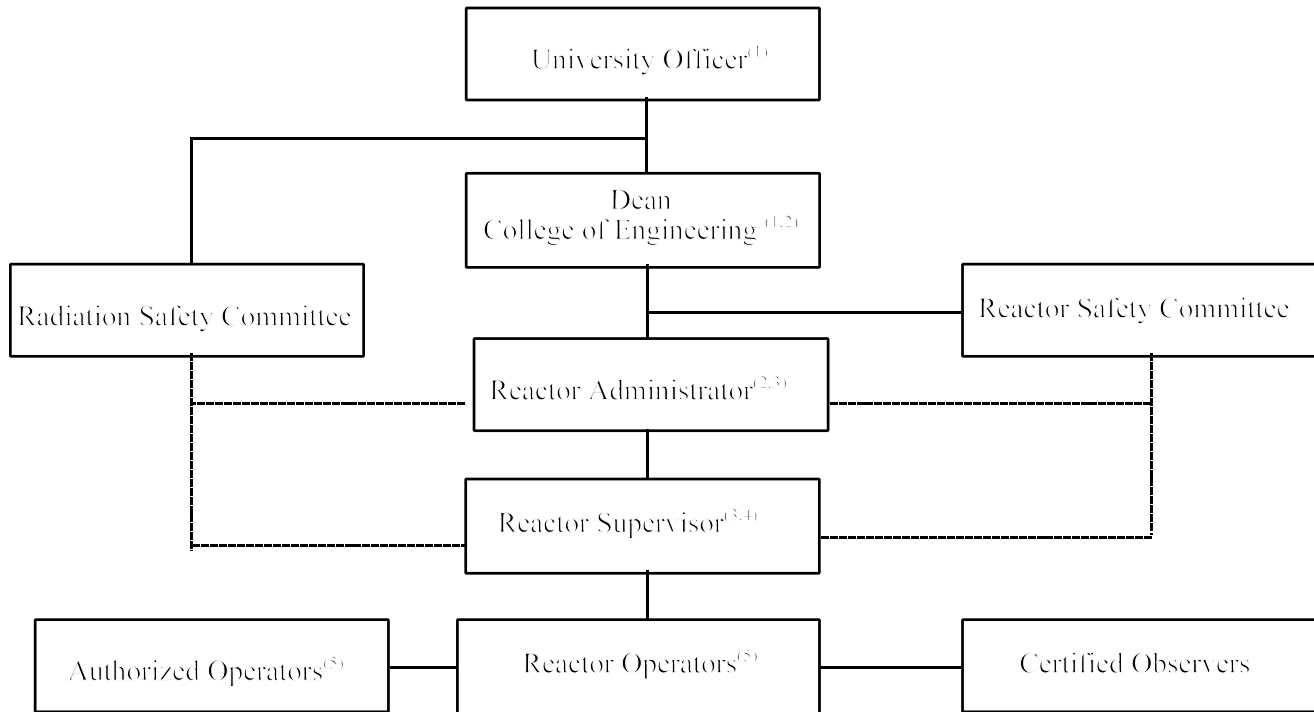 University Officer(1)
Dean
College of Engineering (1,2)
Radiation Safety Committee
Reactor Safety Committee
Reactor Administrator(2,3)
Reactor Supervisor(3,4)
Authorized Operators(5)
Reactor Operators(5)
Certified Observers